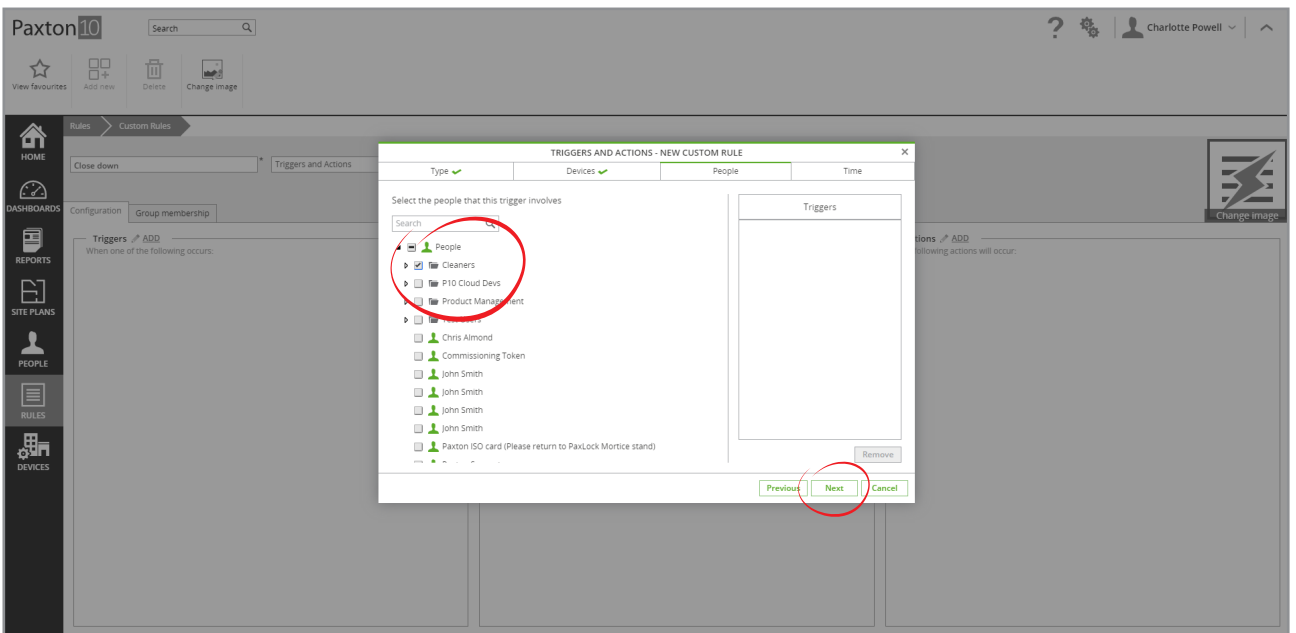 Paxton 10
Search
Charlotte Powell
View favourites
Add new
Delete
Change image
Rules
Custom Rules
HOME
DASHBOARDS
REPORTS
SITE PLANS
PEOPLE
RULES
DEVICES
Close down
*
Triggers and Actions
Change image
Configuration
Group membership
Triggers ADD
When one of the following occurs:
tions ADD
ollowing actions will occur:
TRIGGERS AND ACTIONS - NEW CUSTOM RULE
Type
Devices
People
Time
Select the people that this trigger involves
Search
People
Cleaners
P10 Cloud Devs
Product Management
Chris Almond
Commissioning Token
John Smith
John Smith
John Smith
John Smith
Paxton ISO card (Please return to PaxLock Mortice stand)
Triggers
Remove
Previous
Next
Cancel